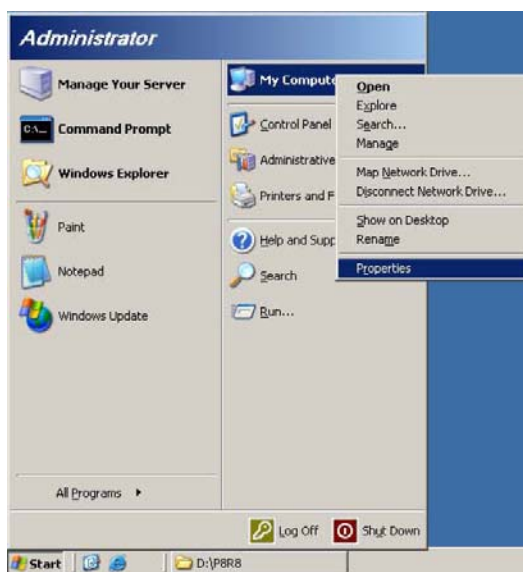 Administrator
Manage Your Server
Command Prompt
Windows Explorer
Paint
Notepad
Windows Update
All Programs
My Compute
Control Panel
Administrative
Printers and F
Help and Supp
Search
Run...
Open
Explore
Search...
Manage
Map Network Drive...
Disconnect Network Drive...
Show on Desktop
Rename
Properties
Log Off
Shut Down
Start
D:\P8R8